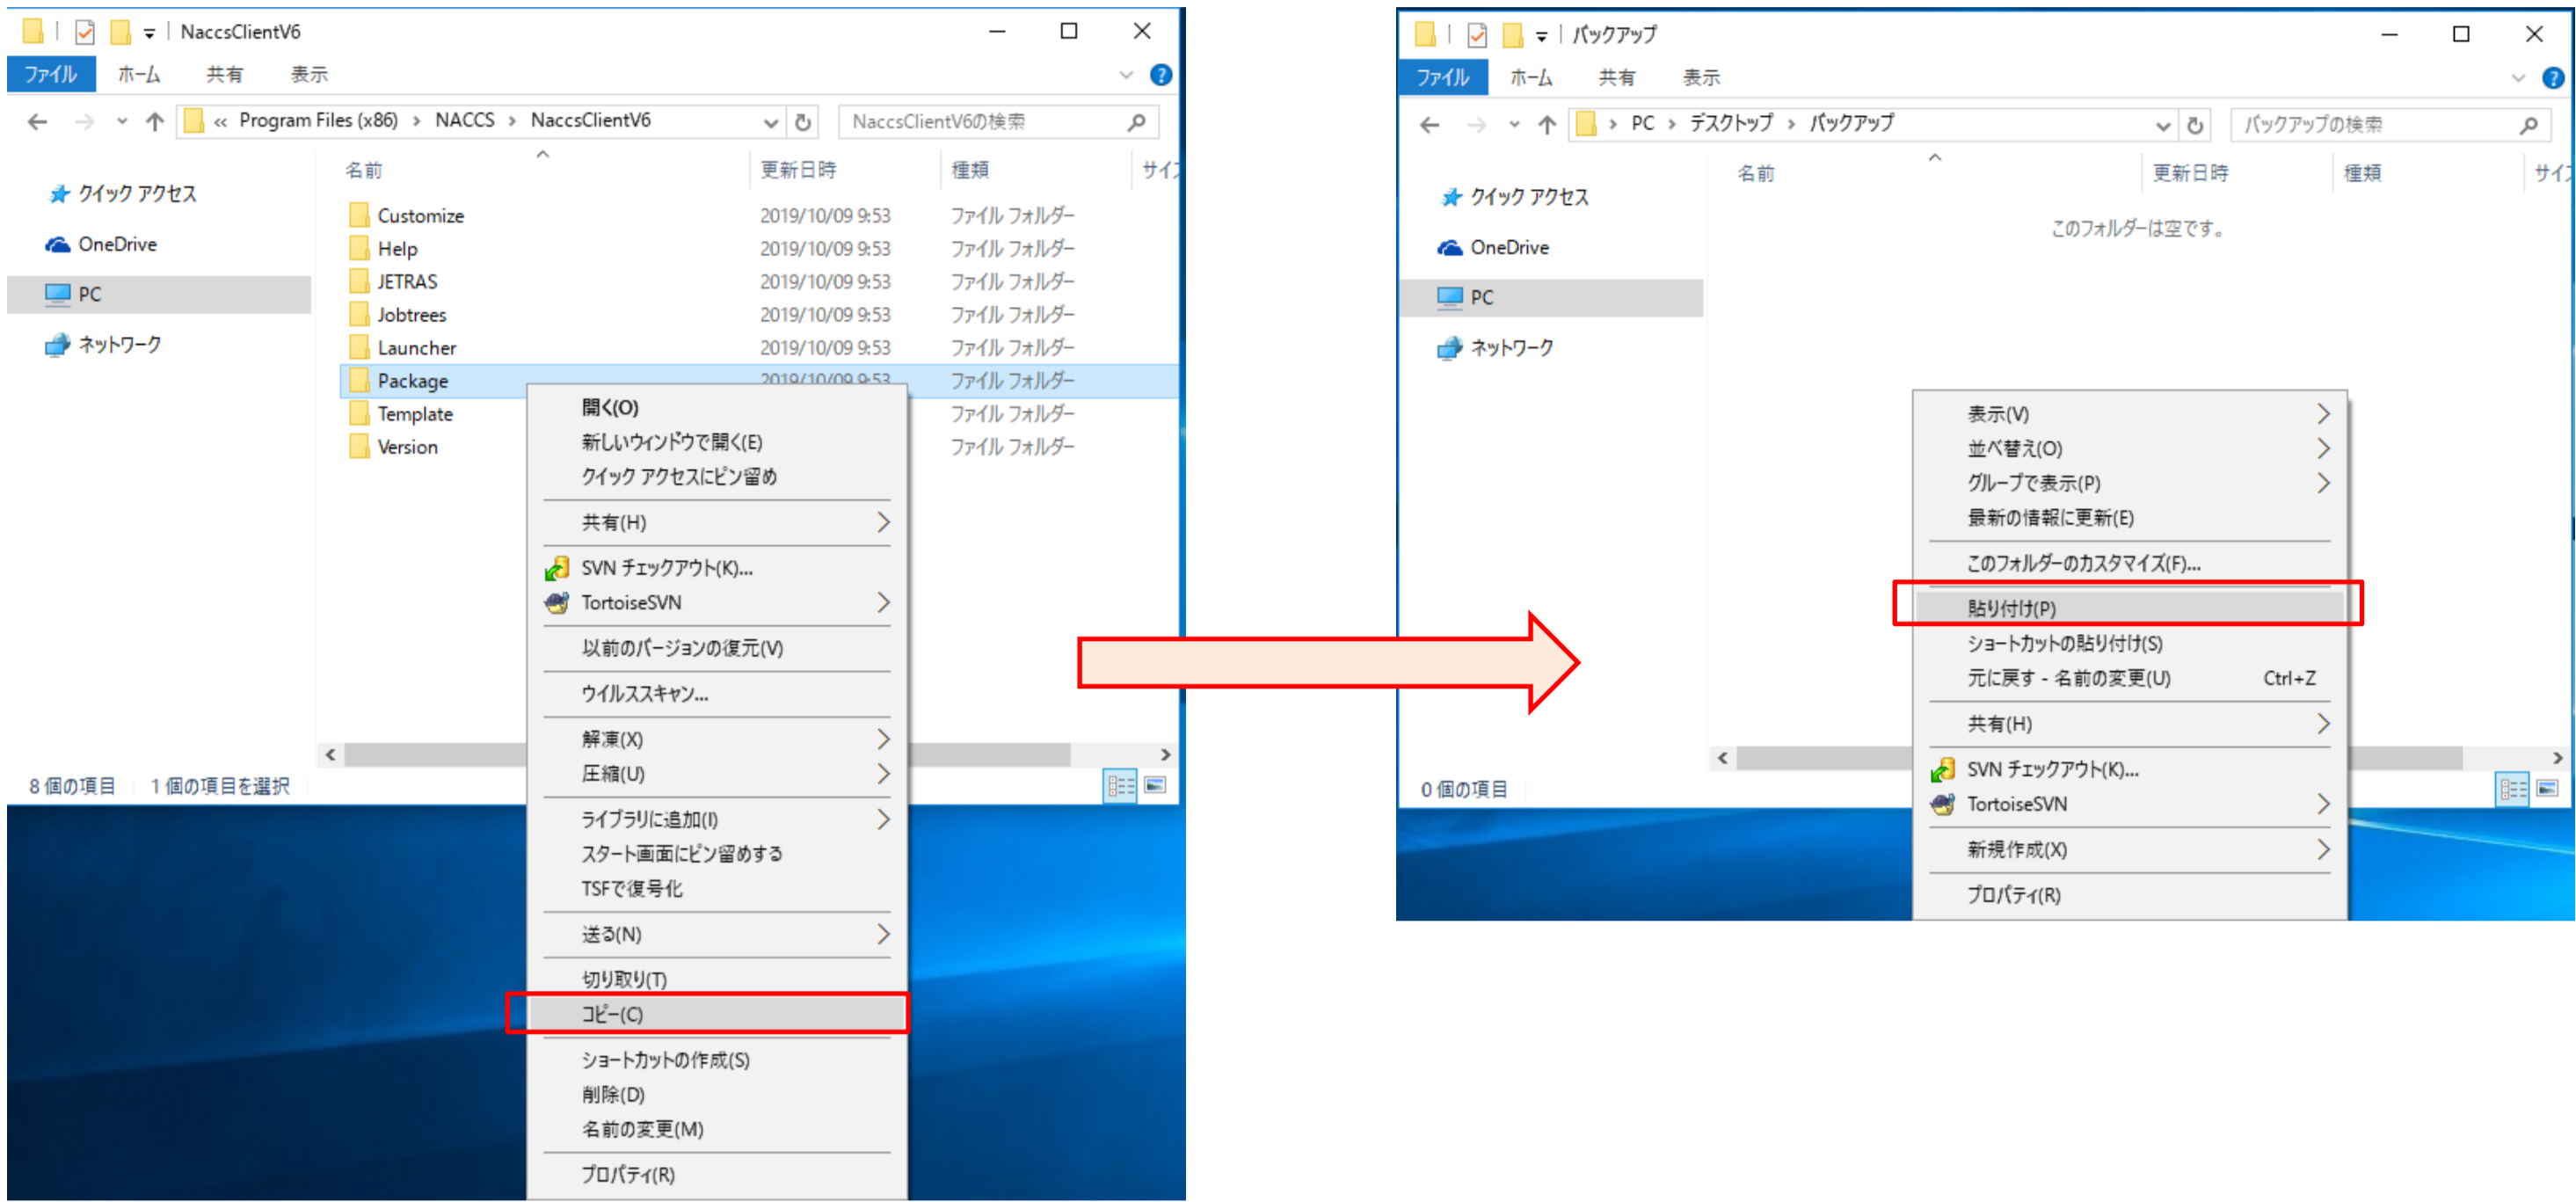 NaccsClientV6
ファイル ホーム 共有 表示
« Program Files (x86) › NACCS › NaccsClientV6
NaccsClientV6の検索
名前 更新日時 種類
クイック アクセス
OneDrive
PC
ネットワーク
Customize 2019/10/09 9:53 ファイル フォルダー
Help 2019/10/09 9:53 ファイル フォルダー
JETRAS 2019/10/09 9:53 ファイル フォルダー
Jobtrees 2019/10/09 9:53 ファイル フォルダー
Launcher 2019/10/09 9:53 ファイル フォルダー
Package 2019/10/09 9:53 ファイル フォルダー
Template ファイル フォルダー
Version ファイル フォルダー
開く(O)
新しいウィンドウで開く(E)
クイック アクセスにピン留め
共有(H)
SVN チェックアウト(K)...
TortoiseSVN
以前のバージョンの復元(V)
ウイルススキャン...
解凍(X)
圧縮(U)
ライブラリに追加(I)
スタート画面にピン留めする
TSFで復号化
送る(N)
切り取り(T)
コピー(C)
ショートカットの作成(S)
削除(D)
名前の変更(M)
プロパティ(R)
8 個の項目 1 個の項目を選択
バックアップ
ファイル ホーム 共有 表示
› PC › デスクトップ › バックアップ
バックアップの検索
名前 更新日時 種類
クイック アクセス
OneDrive
PC
ネットワーク
このフォルダーは空です。
表示(V)
並べ替え(O)
グループで表示(P)
最新の情報に更新(E)
このフォルダーのカスタマイズ(F)...
貼り付け(P)
ショートカットの貼り付け(S)
元に戻す - 名前の変更(U) Ctrl+Z
共有(H)
SVN チェックアウト(K)...
TortoiseSVN
新規作成(X)
プロパティ(R)
0 個の項目